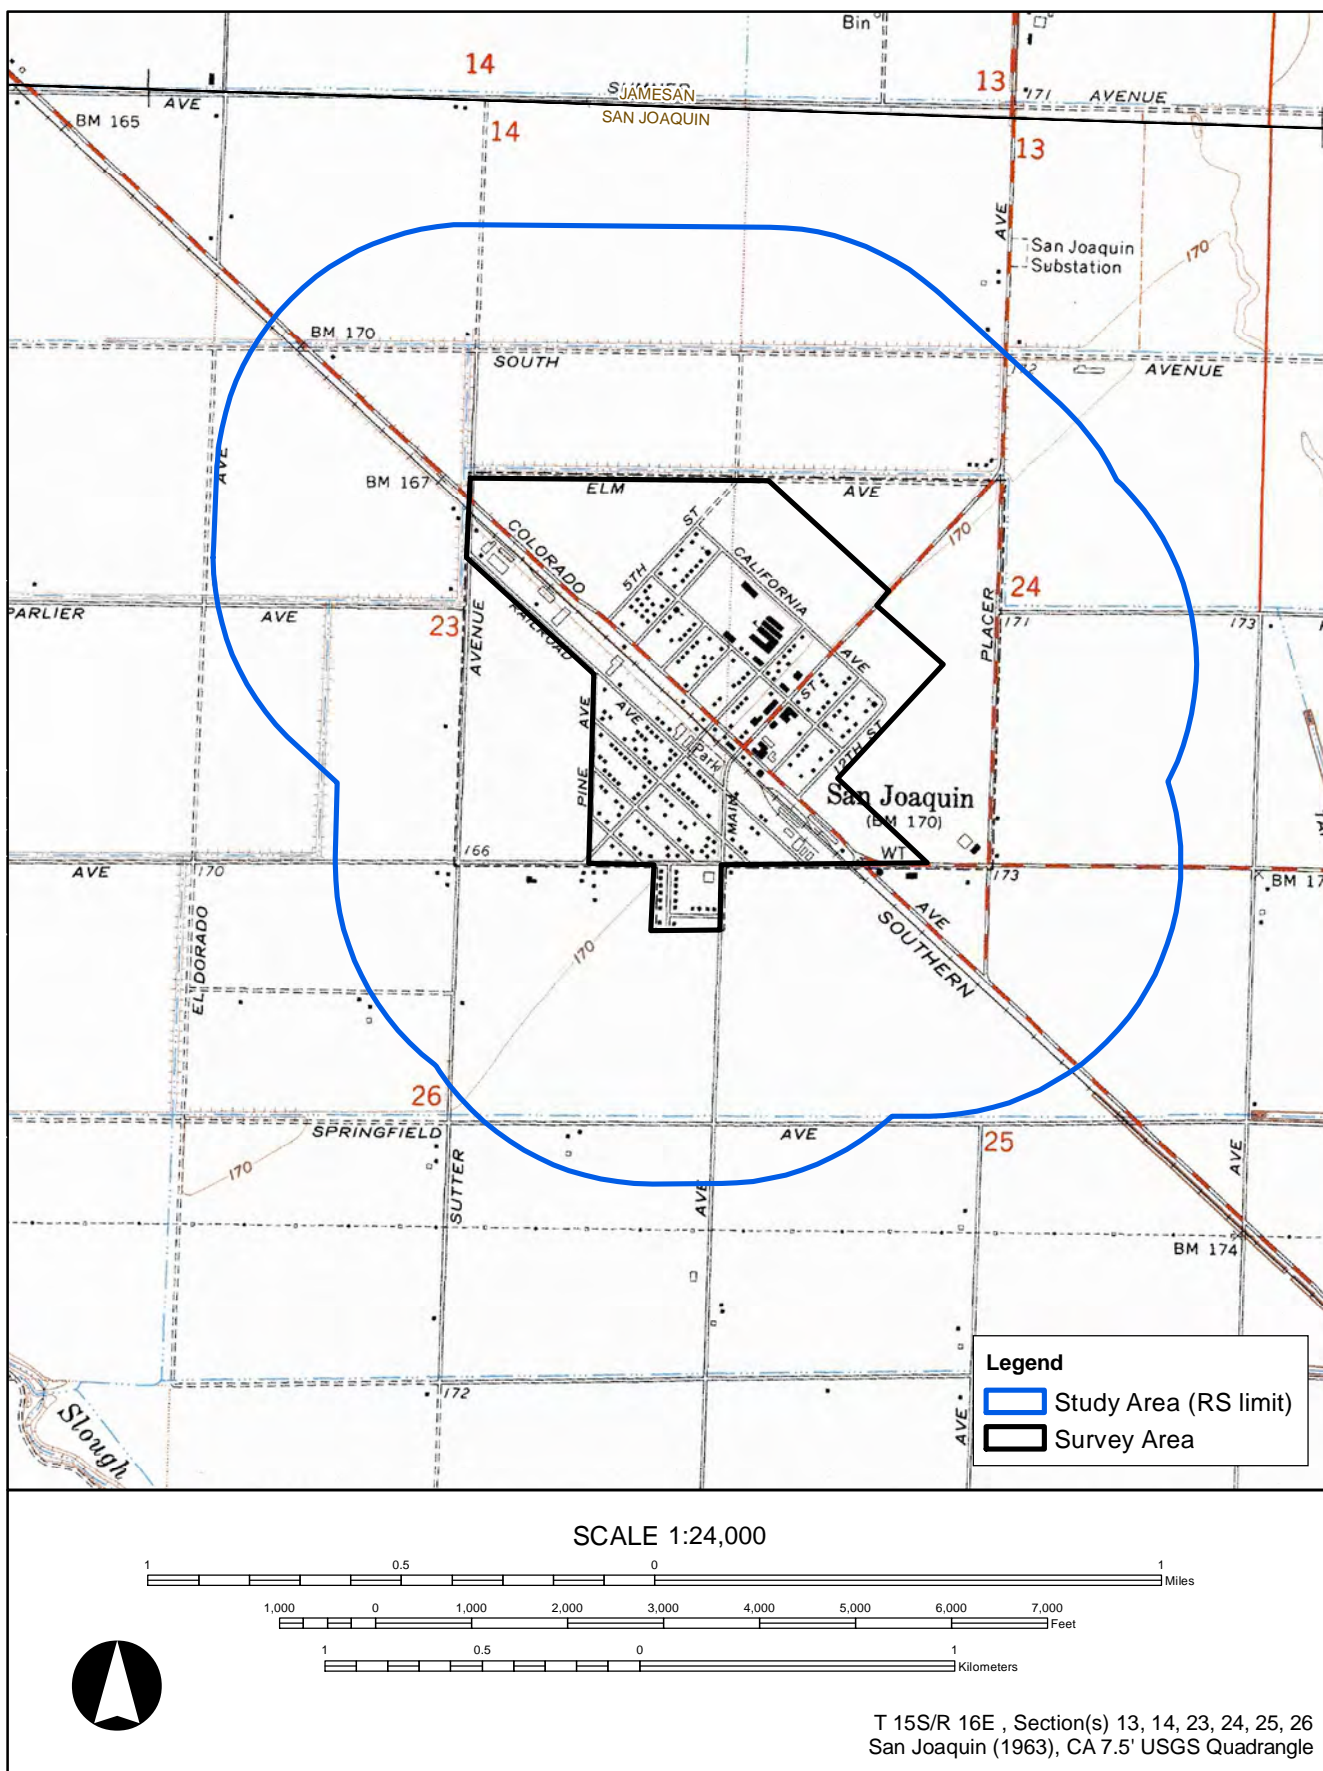 Bin
14
13
SUMNER
JAMESAN
171
AVENUE
AVE
SAN JOAQUIN
BM 165
14
13
AVE
San Joaquin
Substation
170
BM 170
SOUTH
172
AVENUE
AVE
BM 167
ELM
AVE
ST
COLORADO
170
5TH
CALIFORNIA
24
PARLIER
AVE
23
RAILROAD
AVENUE
PLACER
171
173
AVE
ST
PINE AVE
AVE
12TH ST
Park
MAIN
San Joaquin
(BM 170)
166
WT
AVE
170
173
BM 17
EL DORADO
AVE
SOUTHERN
170
26
SPRINGFIELD
AVE
25
170
SUTTER
AVE
AVE
BM 174
172
Slough
AVE
Legend
Study Area (RS limit)
Survey Area
SCALE 1:24,000
1 0.5 0 1
Miles
1,000 0 1,000 2,000 3,000 4,000 5,000 6,000 7,000
Feet
1 0.5 0 1
Kilometers
T 15S/R 16E , Section(s) 13, 14, 23, 24, 25, 26
San Joaquin (1963), CA 7.5' USGS Quadrangle